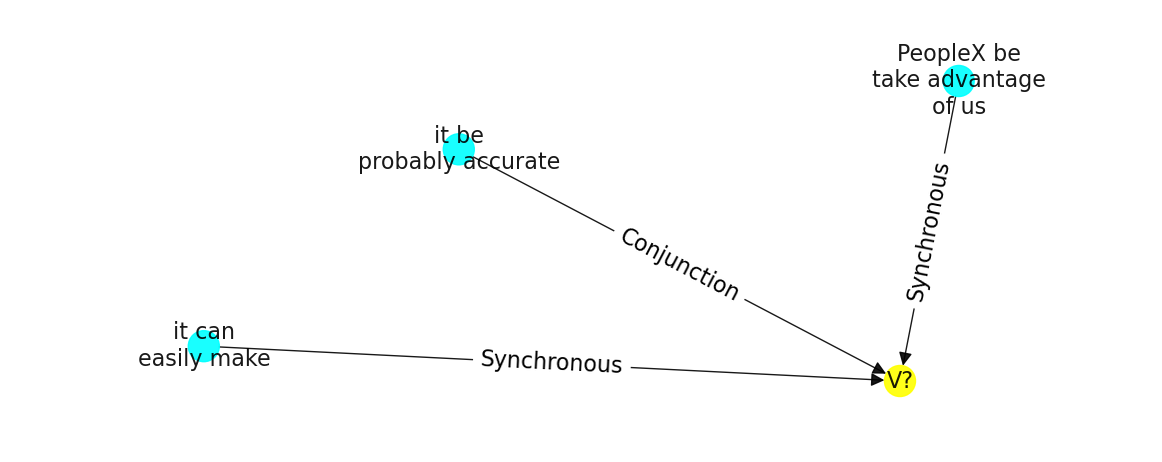 PeopleX be
take advantage
of us
it be
probably accurate
Synchronous
Conjunction
it can
easily make
Synchronous
V?